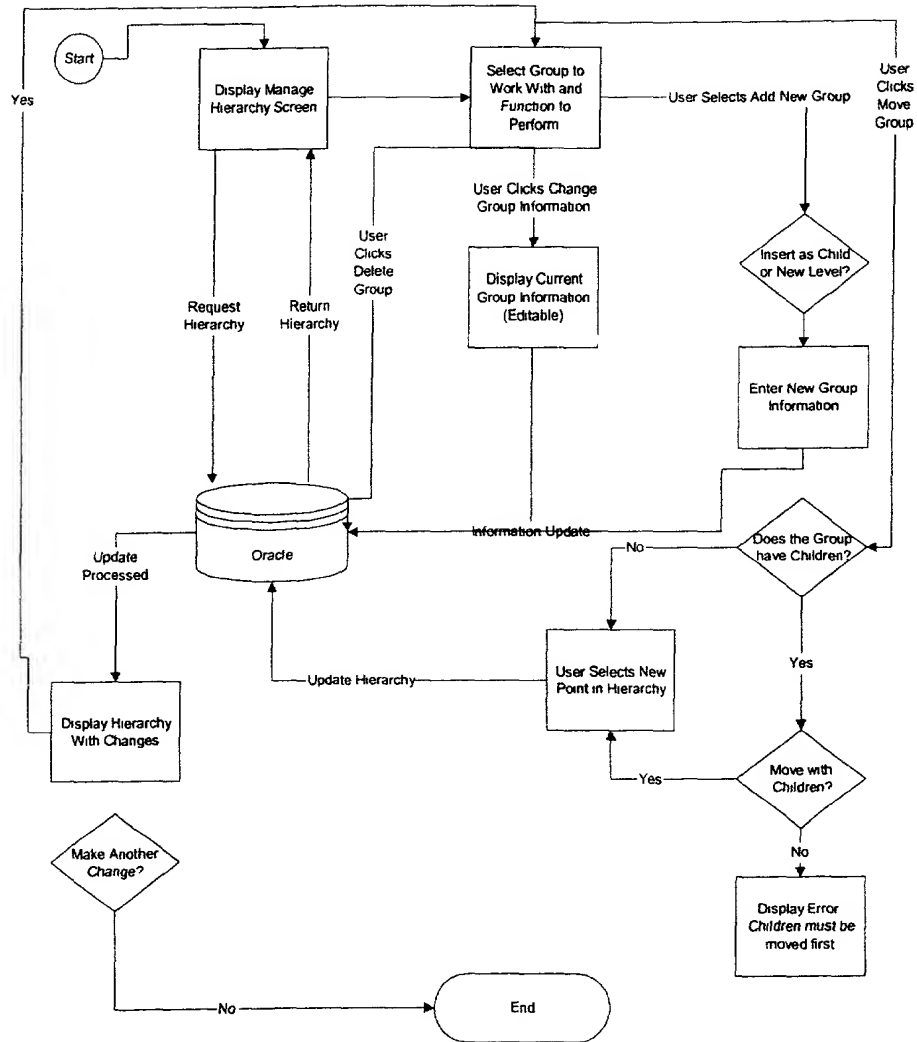 Start
Yes
Display Manage
Hierarchy Screen
Select Group to
Work With and
Function to
Perform
User Selects Add New Group
User
Clicks
Move
Group
User Clicks Change
Group Information
User
Clicks
Delete
Group
Request
Hierarchy
Return
Hierarchy
Display Current
Group Information
(Editable)
Insert as Child
or New Level?
Enter New Group
Information
Information Update
Oracle
Update
Processed
No
Does the Group
have Children?
Yes
User Selects New
Point in Hierarchy
Update Hierarchy
Display Hierarchy
With Changes
Yes
Move with
Children?
No
Make Another
Change?
Display Error
Children must be
moved first
No
End